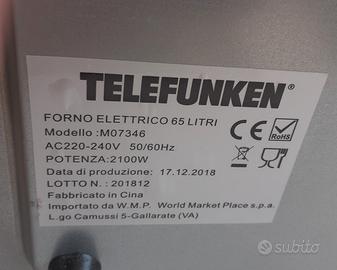 TELEFUNKEN®
FORNO ELETTRICO 65 LITRI
Modello :M07346
AC220-240V 50/60Hz
POTENZA:2100W
Data di produzione: 17.12.2018
LOTTO N.: 201812
Fabbricato in Cina
Importato da W.M.P. World Market Place s.p.a.
L.go Camussi 5-Gallarate (VA)
CE
RoHS
subito